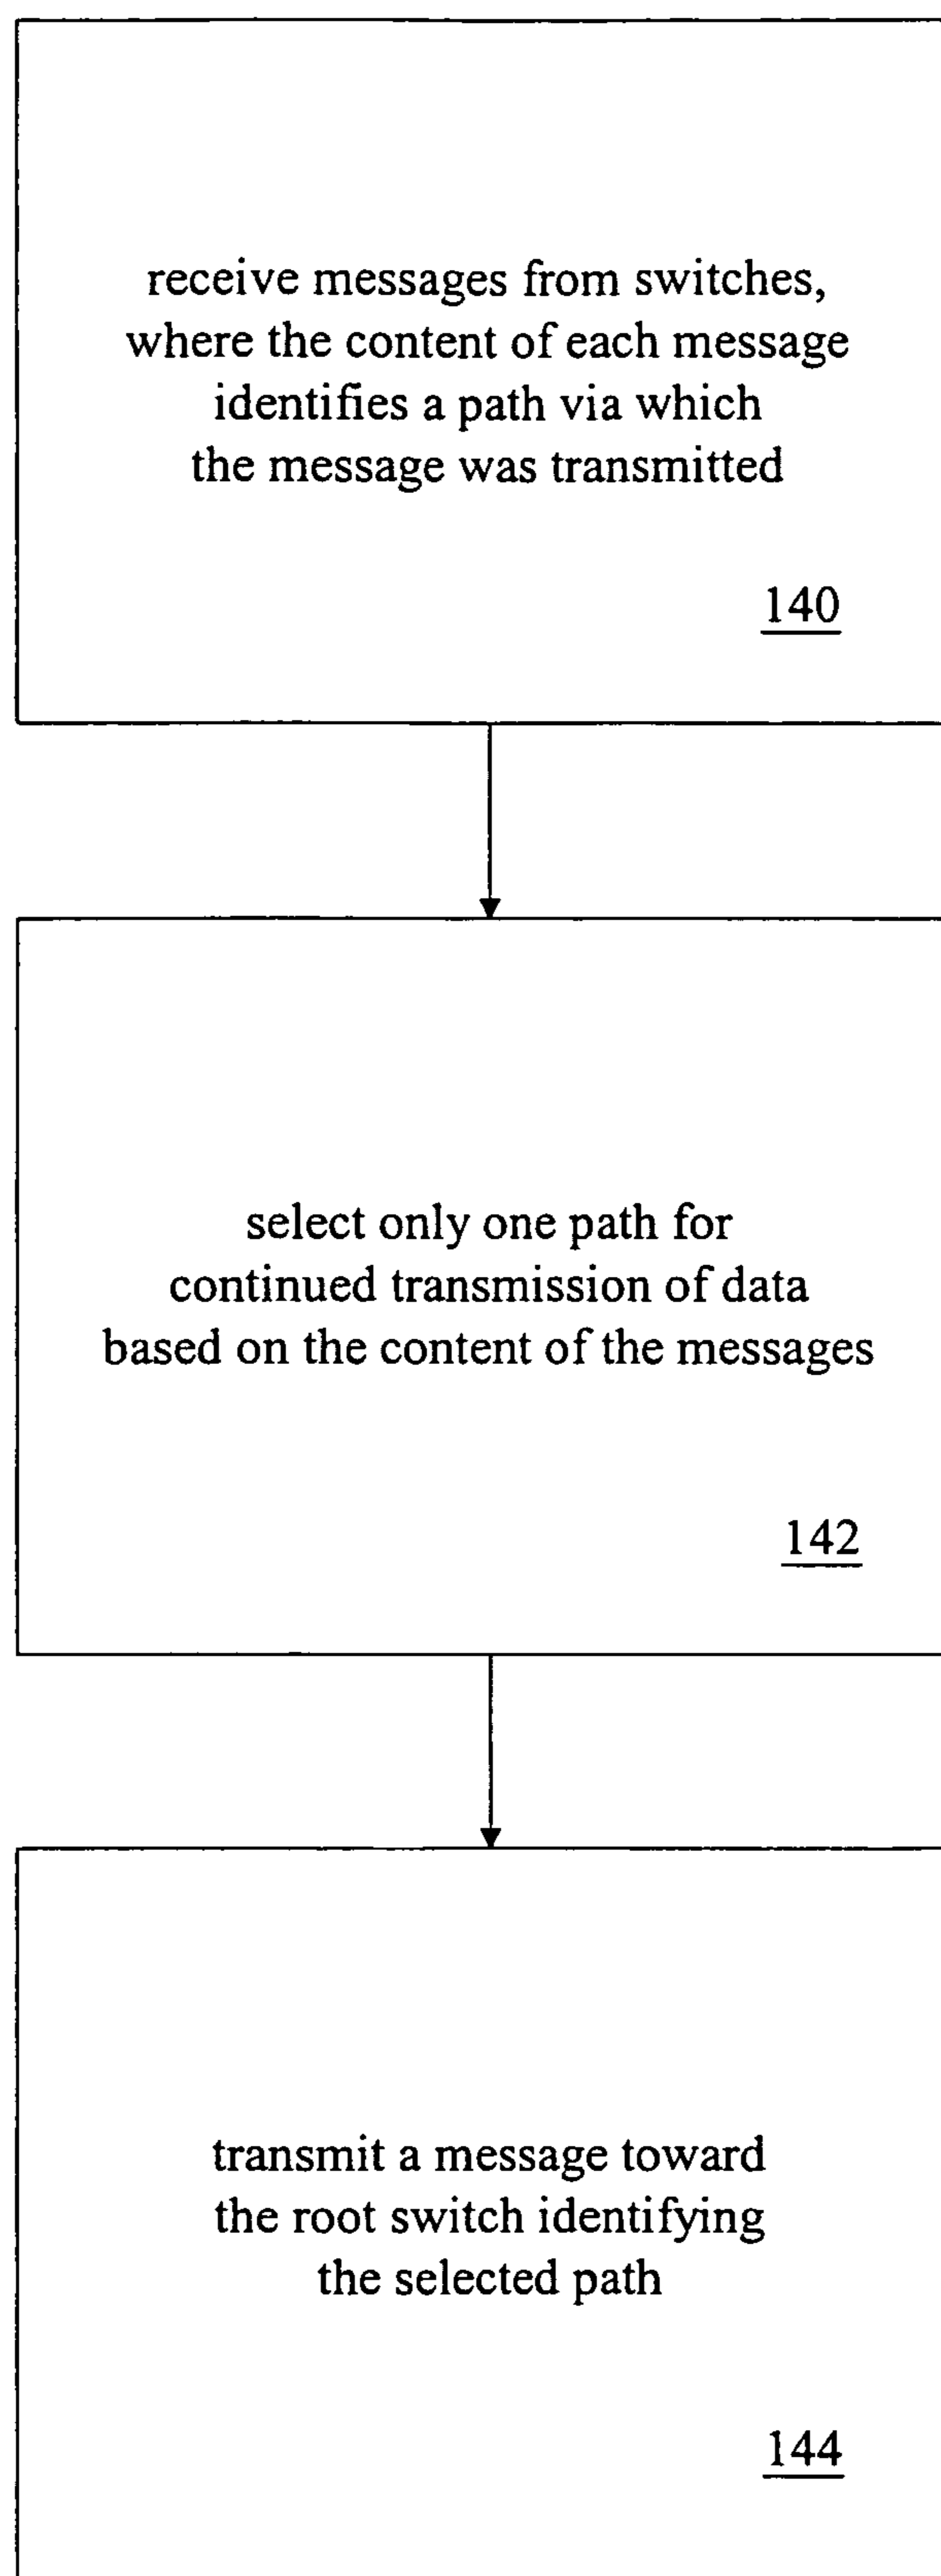 receive messages from switches,
where the content of each message
identifies a path via which
the message was transmitted
140
select only one path for
continued transmission of data
based on the content of the messages
142
transmit a message toward
the root switch identifying
the selected path
144